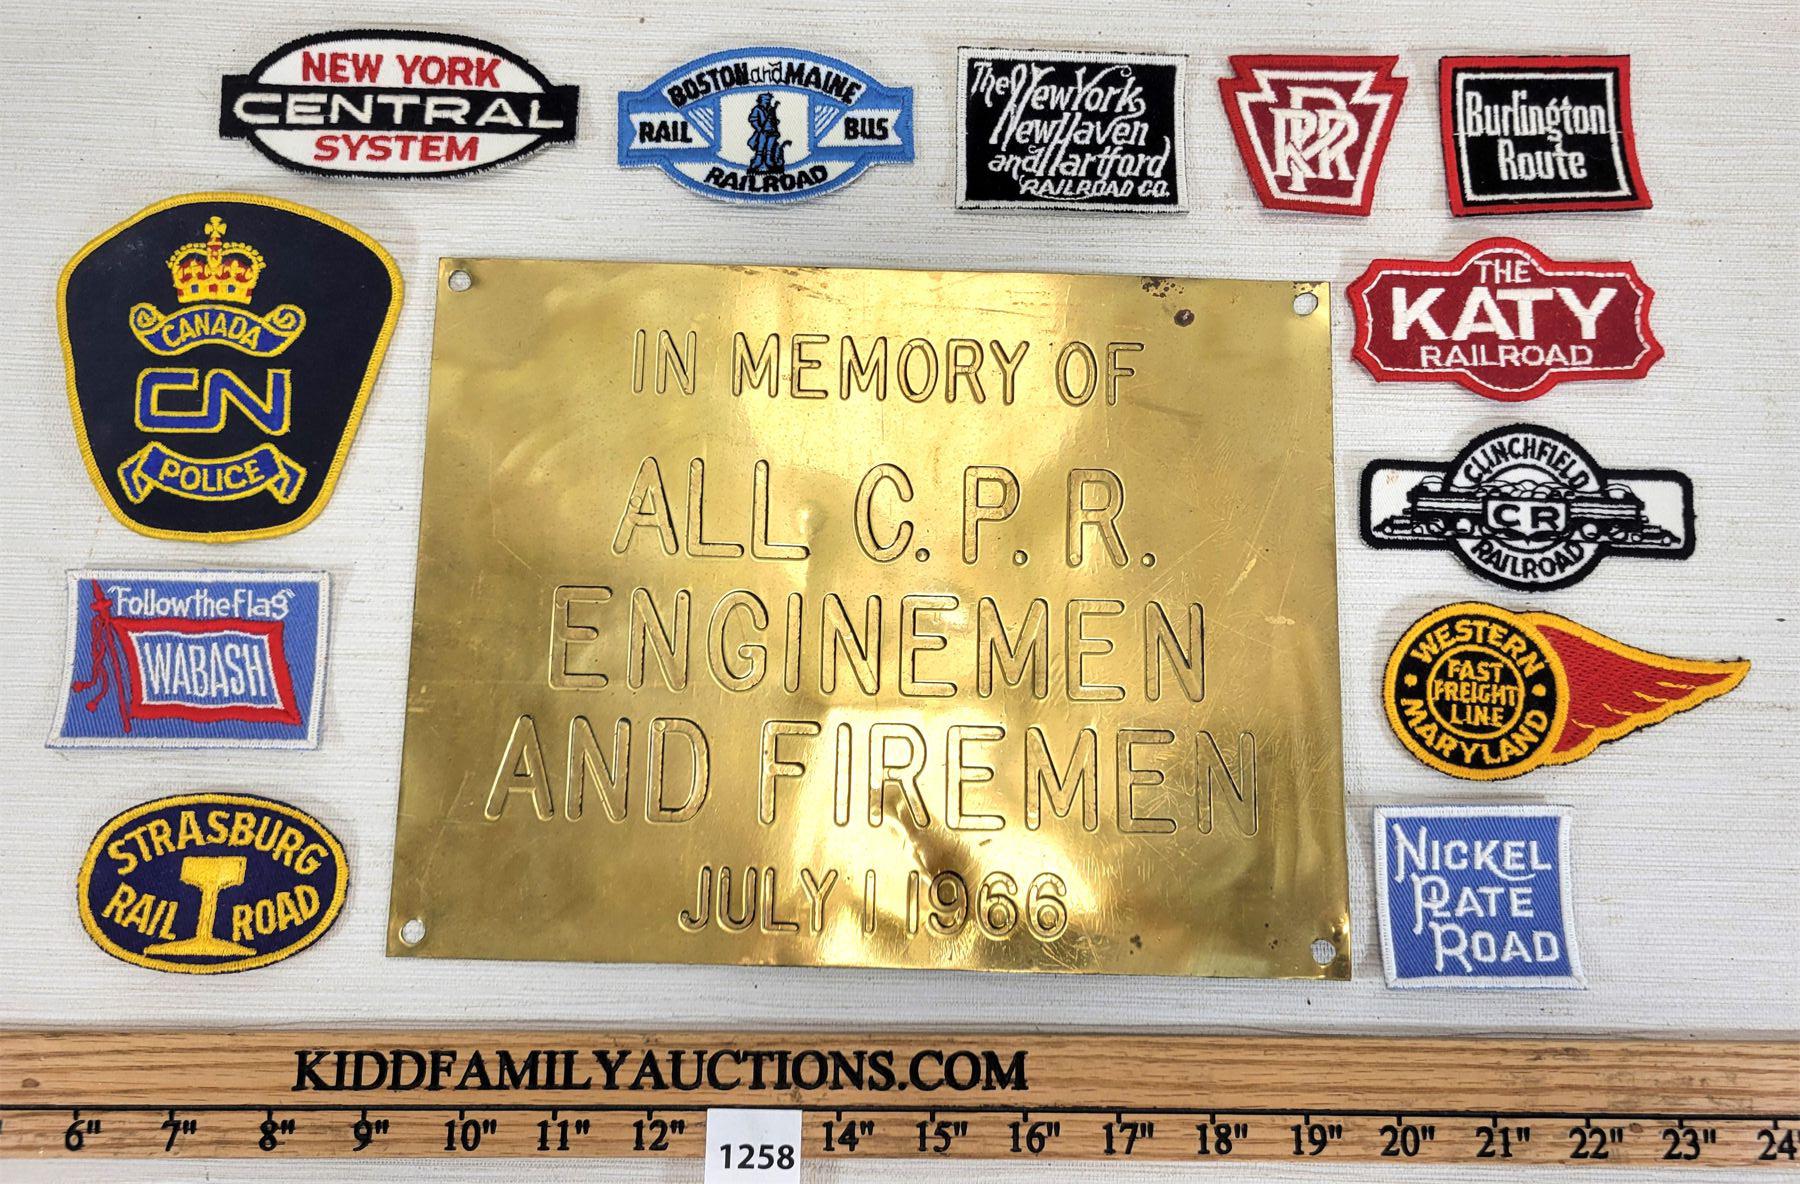 NEW YORK
CENTRAL
SYSTEM
BOSTON and MAINE
RAIL BUS
RAILROAD
The New York
New Haven
and Hartford
RAILROAD CO.
PRR
Burlington
Route
CANADA
CN
POLICE
THE
KATY
RAILROAD
CLINCHFIELD
CR
RAILROAD
"Follow the Flag"
WABASH
WESTERN
FAST
FREIGHT
LINE
MARYLAND
STRASBURG
RAIL ROAD
NICKEL
PLATE
ROAD
IN MEMORY OF
ALL C.P.R.
ENGINEMEN
AND FIREMEN
JULY 1 1966
KIDDFAMILYAUCTIONS.COM
6" 7" 8" 9" 10" 11" 12" 14" 15" 16" 17" 18" 19" 20" 21" 22" 23" 24
1258